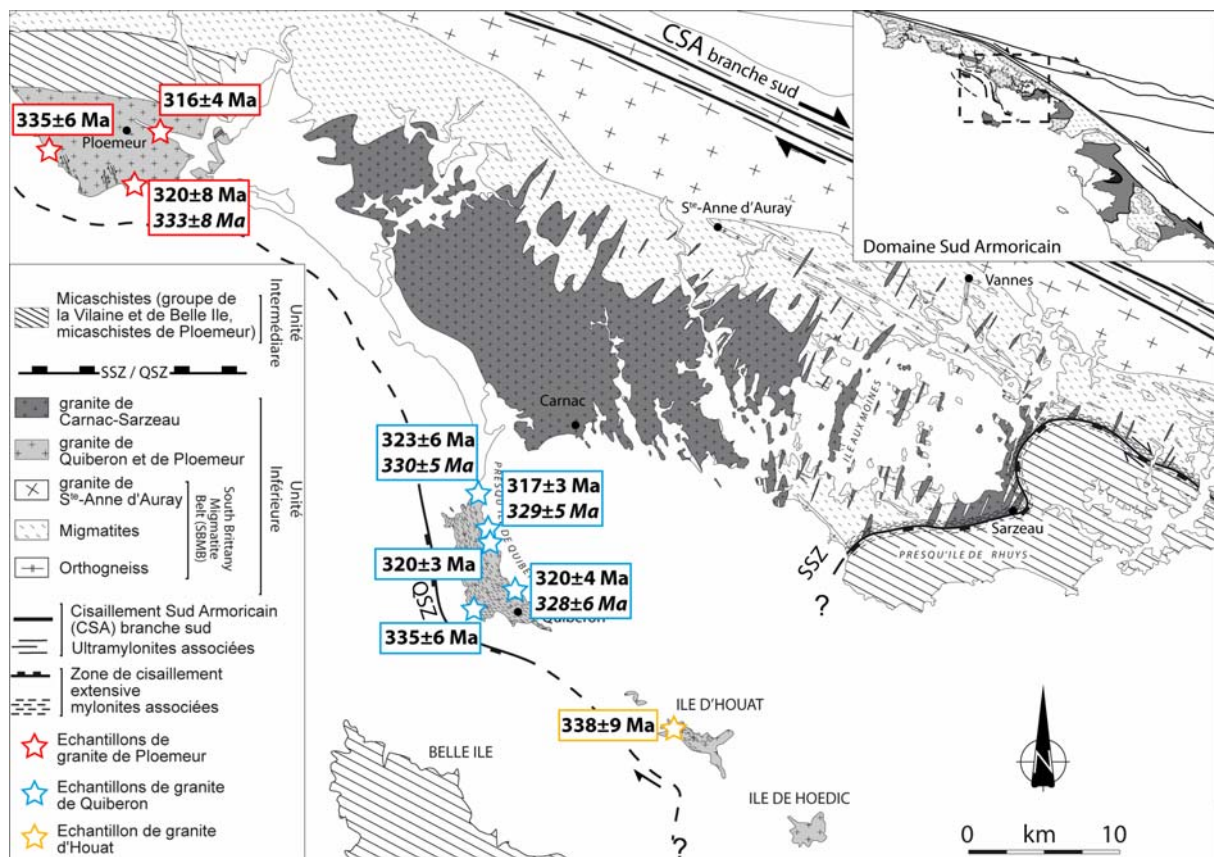 CSA branche sud
316±4 Ma
335±6 Ma
Ploemeur
320±8 Ma
333±8 Ma
Ste-Anne d'Auray
Domaine Sud Armoricain
Vannes
Carnac
ILE AUX MOINES
323±6 Ma
330±5 Ma
317±3 Ma
329±5 Ma
320±3 Ma
320±4 Ma
328±6 Ma
335±6 Ma
QSZ
Quiberon
Sarzeau
SSZ
PRESQU'ILE DE RHUYS
?
338±9 Ma
ILE D'HOUAT
BELLE ILE
ILE DE HOEDIC
?
N
0 km 10
Micaschistes (groupe de
la Vilaine et de Belle Ile,
micaschistes de Ploemeur)
Unité
Intermédiare
SSZ / QSZ
granite de
Carnac-Sarzeau
granite de
Quiberon et de Ploemeur
granite de
Ste-Anne d'Auray
Migmatites
Orthogneiss
South Brittany
Migmatite
Belt (SBMB)
Unité
Inférieure
Cisaillement Sud Armoricain
(CSA) branche sud
Ultramylonites associées
Zone de cisaillement
extensive
mylonites associées
Echantillons de
granite de Ploemeur
Echantillons de granite
de Quiberon
Echantillon de granite
d'Houat